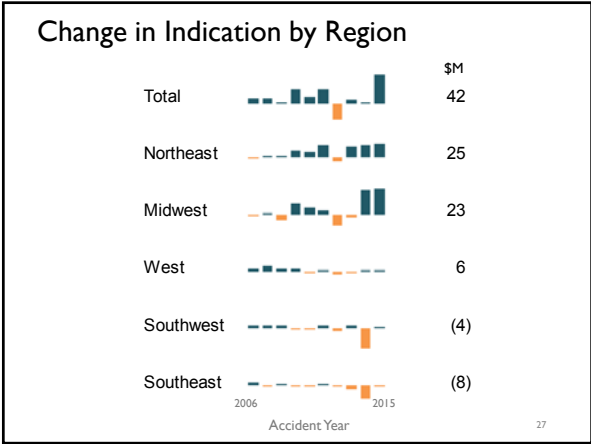 Change in Indication by Region
$M
Total 42
Northeast 25
Midwest 23
West 6
Southwest (4)
Southeast (8)
2006 2015
Accident Year
27